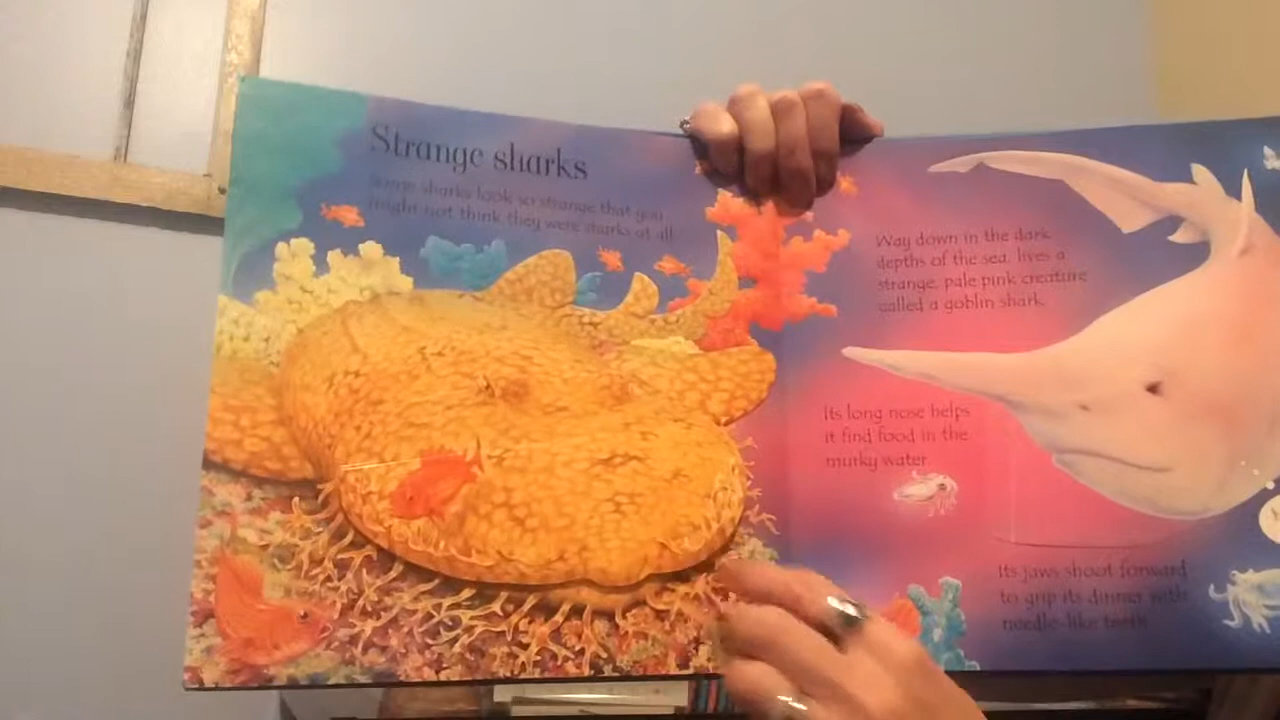 Strange sharks
Some sharks look so strange that you
might not think they were sharks at all.
Way down in the dark
depths of the sea, lives a
strange, pale pink creature
called a goblin shark.
Its long nose helps
it find food in the
murky water.
Its jaws shoot forward
to grip its dinner with
needle-like teeth.